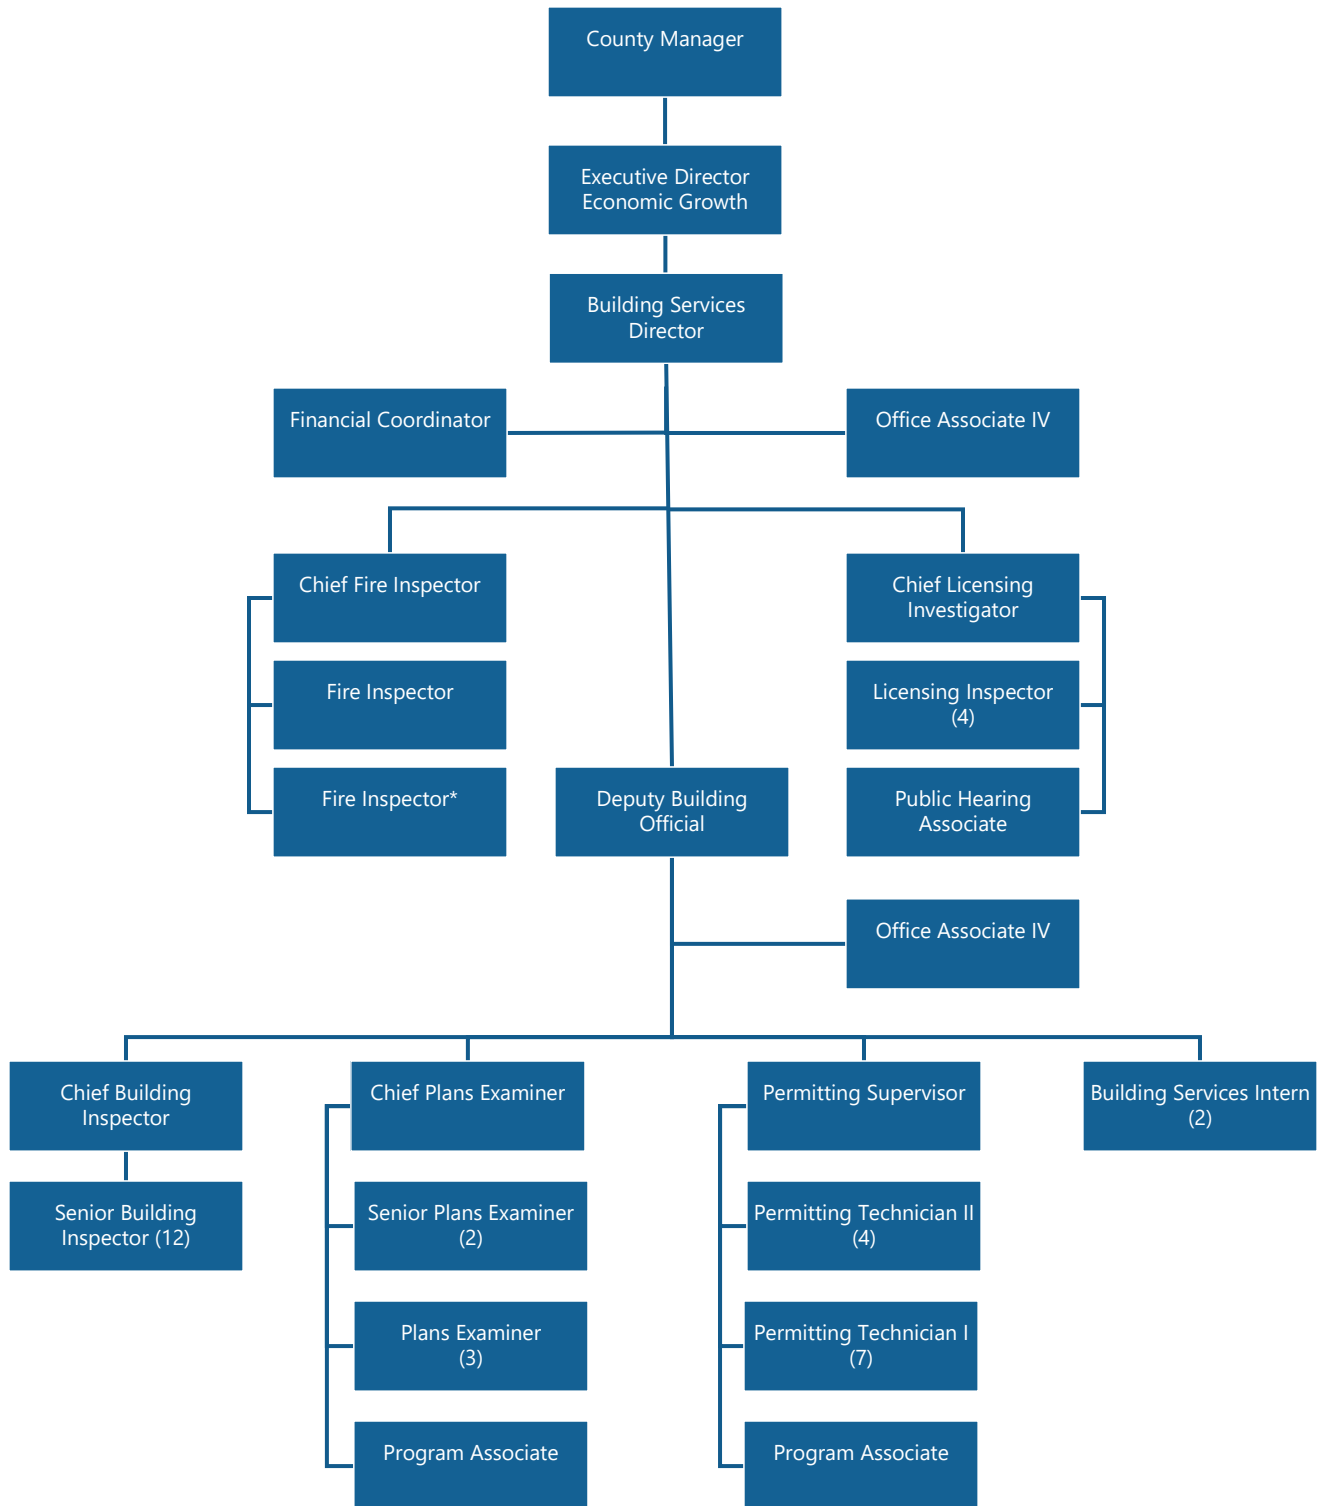 County Manager
Executive Director
Economic Growth
Building Services
Director
Financial Coordinator
Office Associate IV
Chief Fire Inspector
Chief Licensing
Investigator
Fire Inspector
Licensing Inspector
(4)
Fire Inspector*
Deputy Building
Official
Public Hearing
Associate
Office Associate IV
Chief Building
Inspector
Chief Plans Examiner
Permitting Supervisor
Building Services Intern
(2)
Senior Building
Inspector (12)
Senior Plans Examiner
(2)
Permitting Technician II
(4)
Plans Examiner
(3)
Permitting Technician I
(7)
Program Associate
Program Associate